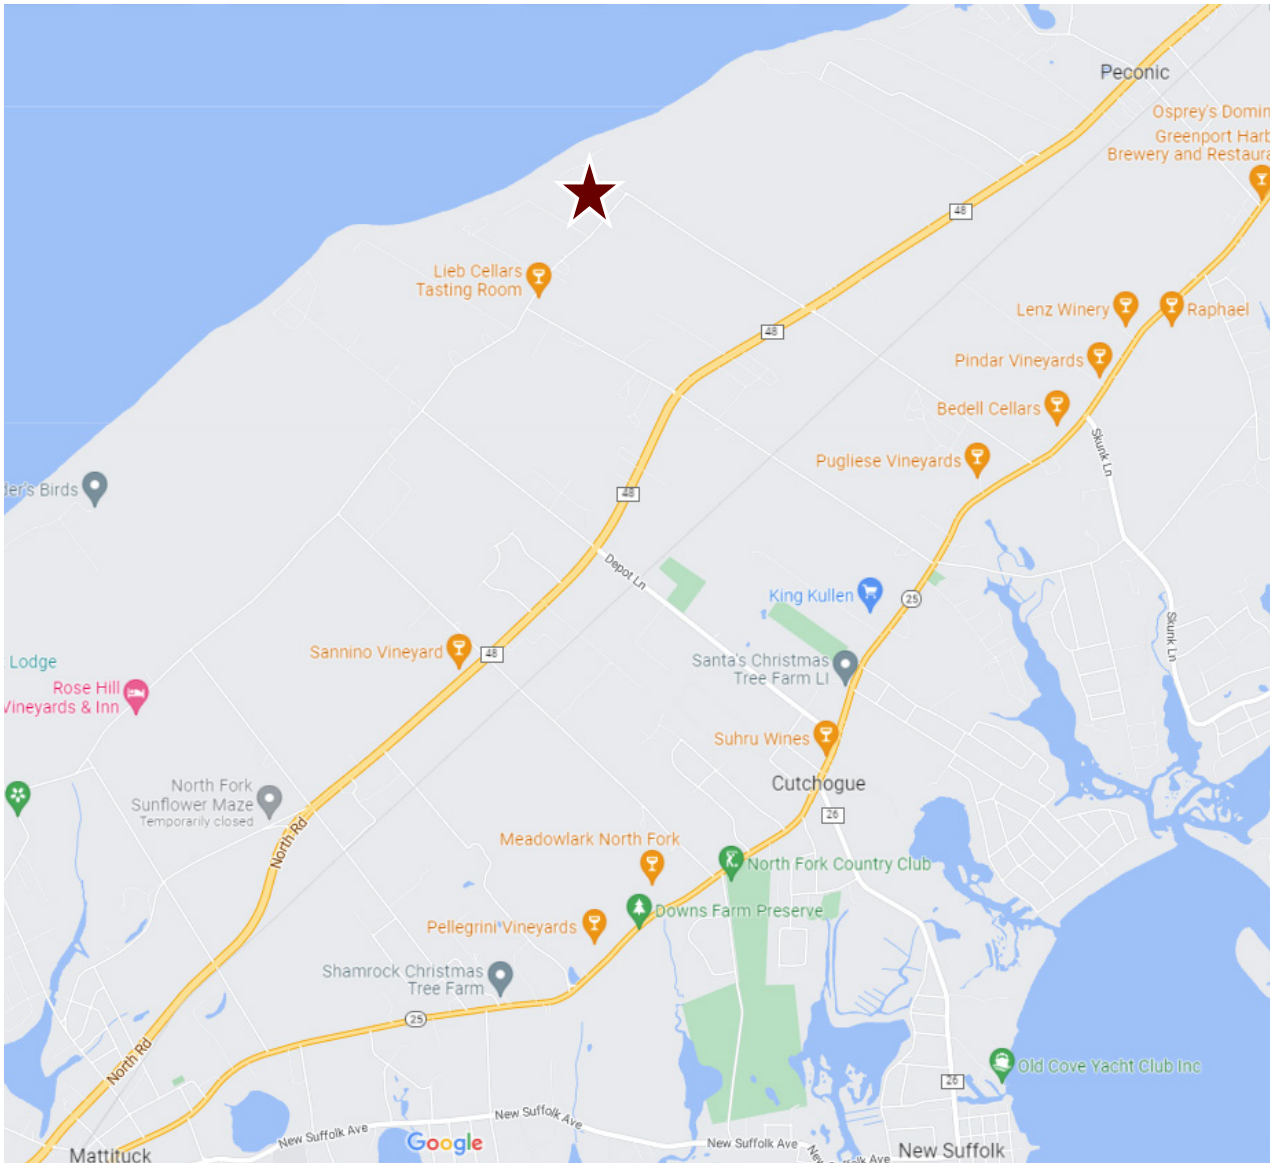 Peconic
Osprey's Domin
Greenport Harb
Brewery and Restaura
48
Lieb Cellars
Tasting Room
Lenz Winery
Raphael
48
Pindar Vineyards
Bedell Cellars
Skunk Ln
Pugliese Vineyards
der's Birds
48
Depot Ln
King Kullen
25
Skunk Ln
Sannino Vineyard
48
Lodge
Santa's Christmas
Tree Farm LI
Rose Hill
Vineyards & Inn
Suhru Wines
North Fork
Sunflower Maze
Temporarily closed
Cutchogue
26
North Rd
Meadowlark North Fork
North Fork Country Club
Downs Farm Preserve
Pellegrini Vineyards
Shamrock Christmas
Tree Farm
25
North Rd
Old Cove Yacht Club Inc
26
New Suffolk Ave
New Suffolk Ave
Google
New Suffolk Ave
New Suffolk
Mattituck